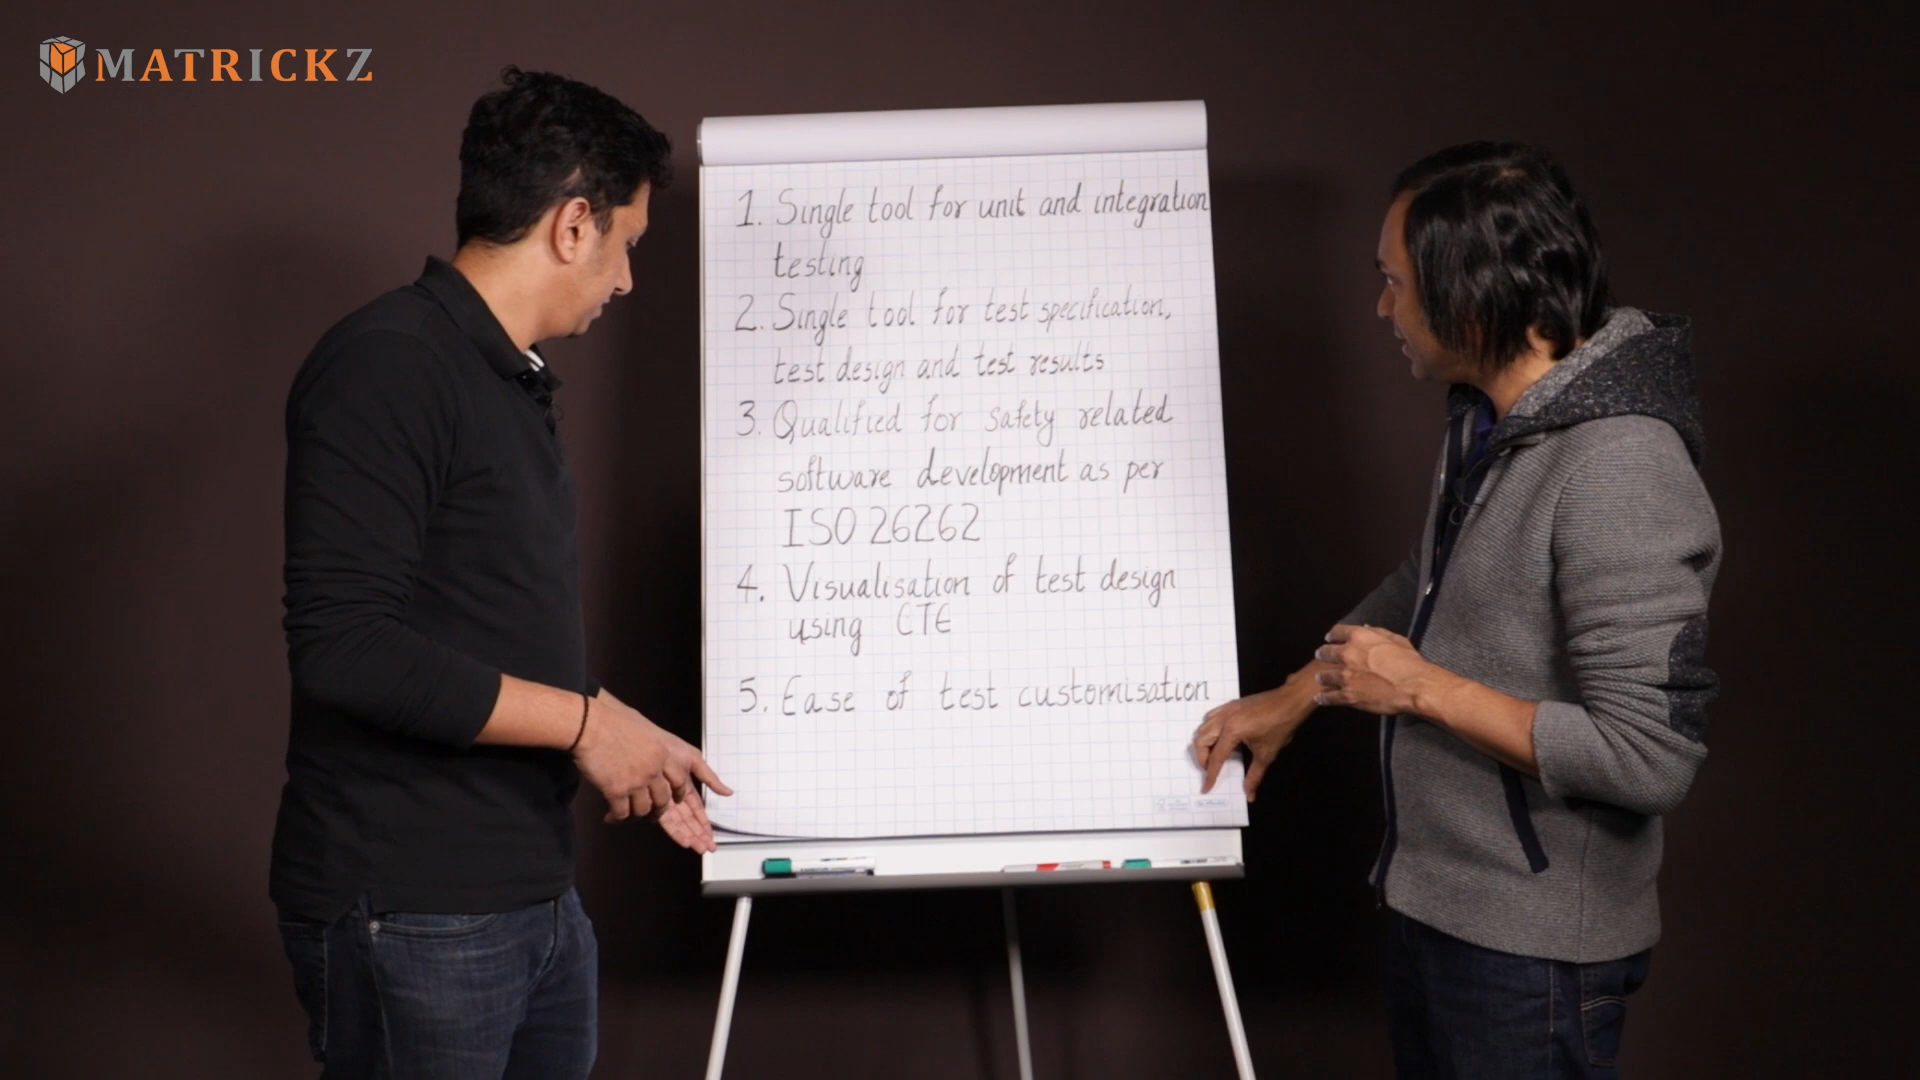 MATRICKZ
1. Single tool for unit and integration
testing
2. Single tool for test specification,
test design and test results
3. Qualified for safety related
software development as per
ISO 26262
4. Visualisation of test design
using CTE
5. Ease of test customisation